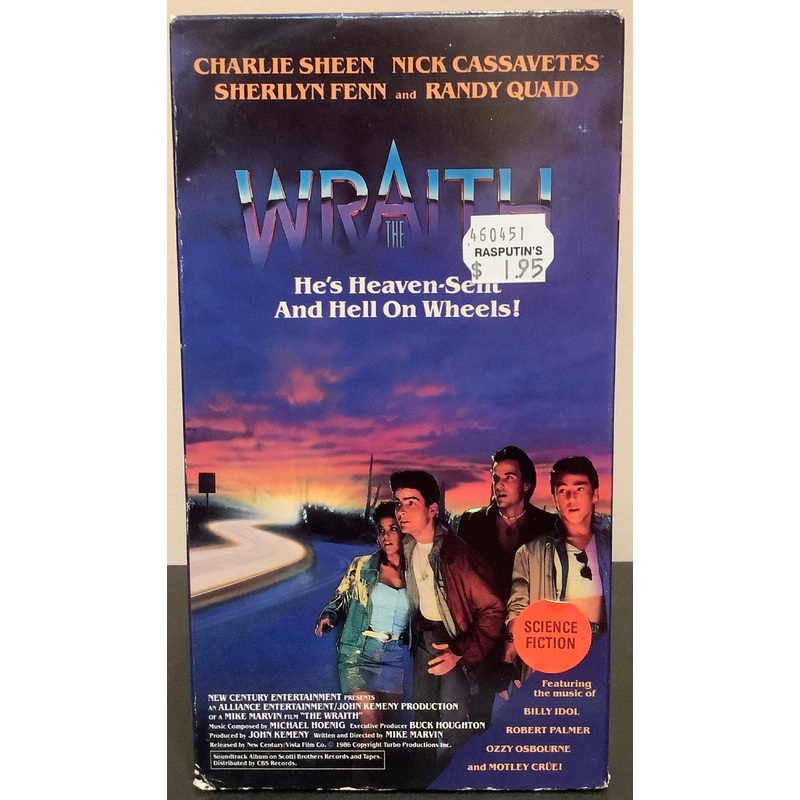 CHARLIE SHEEN NICK CASSAVETES
SHERILYN FENN and RANDY QUAID
WRAITH
THE
460451
RASPUTIN'S
$ 1.95
He's Heaven-Sent
And Hell On Wheels!
SCIENCE
FICTION
Featuring
the music of
BILLY IDOL
ROBERT PALMER
OZZY OSBOURNE
and MOTLEY CRÜE!
NEW CENTURY ENTERTAINMENT PRESENTS
AN ALLIANCE ENTERTAINMENT/JOHN KEMENY PRODUCTION
OF A MIKE MARVIN FILM "THE WRAITH"
Music Composed by MICHAEL HOENIG Executive Producer BUCK HOUGHTON
Produced by JOHN KEMENY Written and Directed by MIKE MARVIN
Released by New Century/Vista Film Co. © 1986 Copyright Turbo Productions Inc.
Soundtrack Album on Scotti Brothers Records and Tapes.
Distributed by CBS Records.